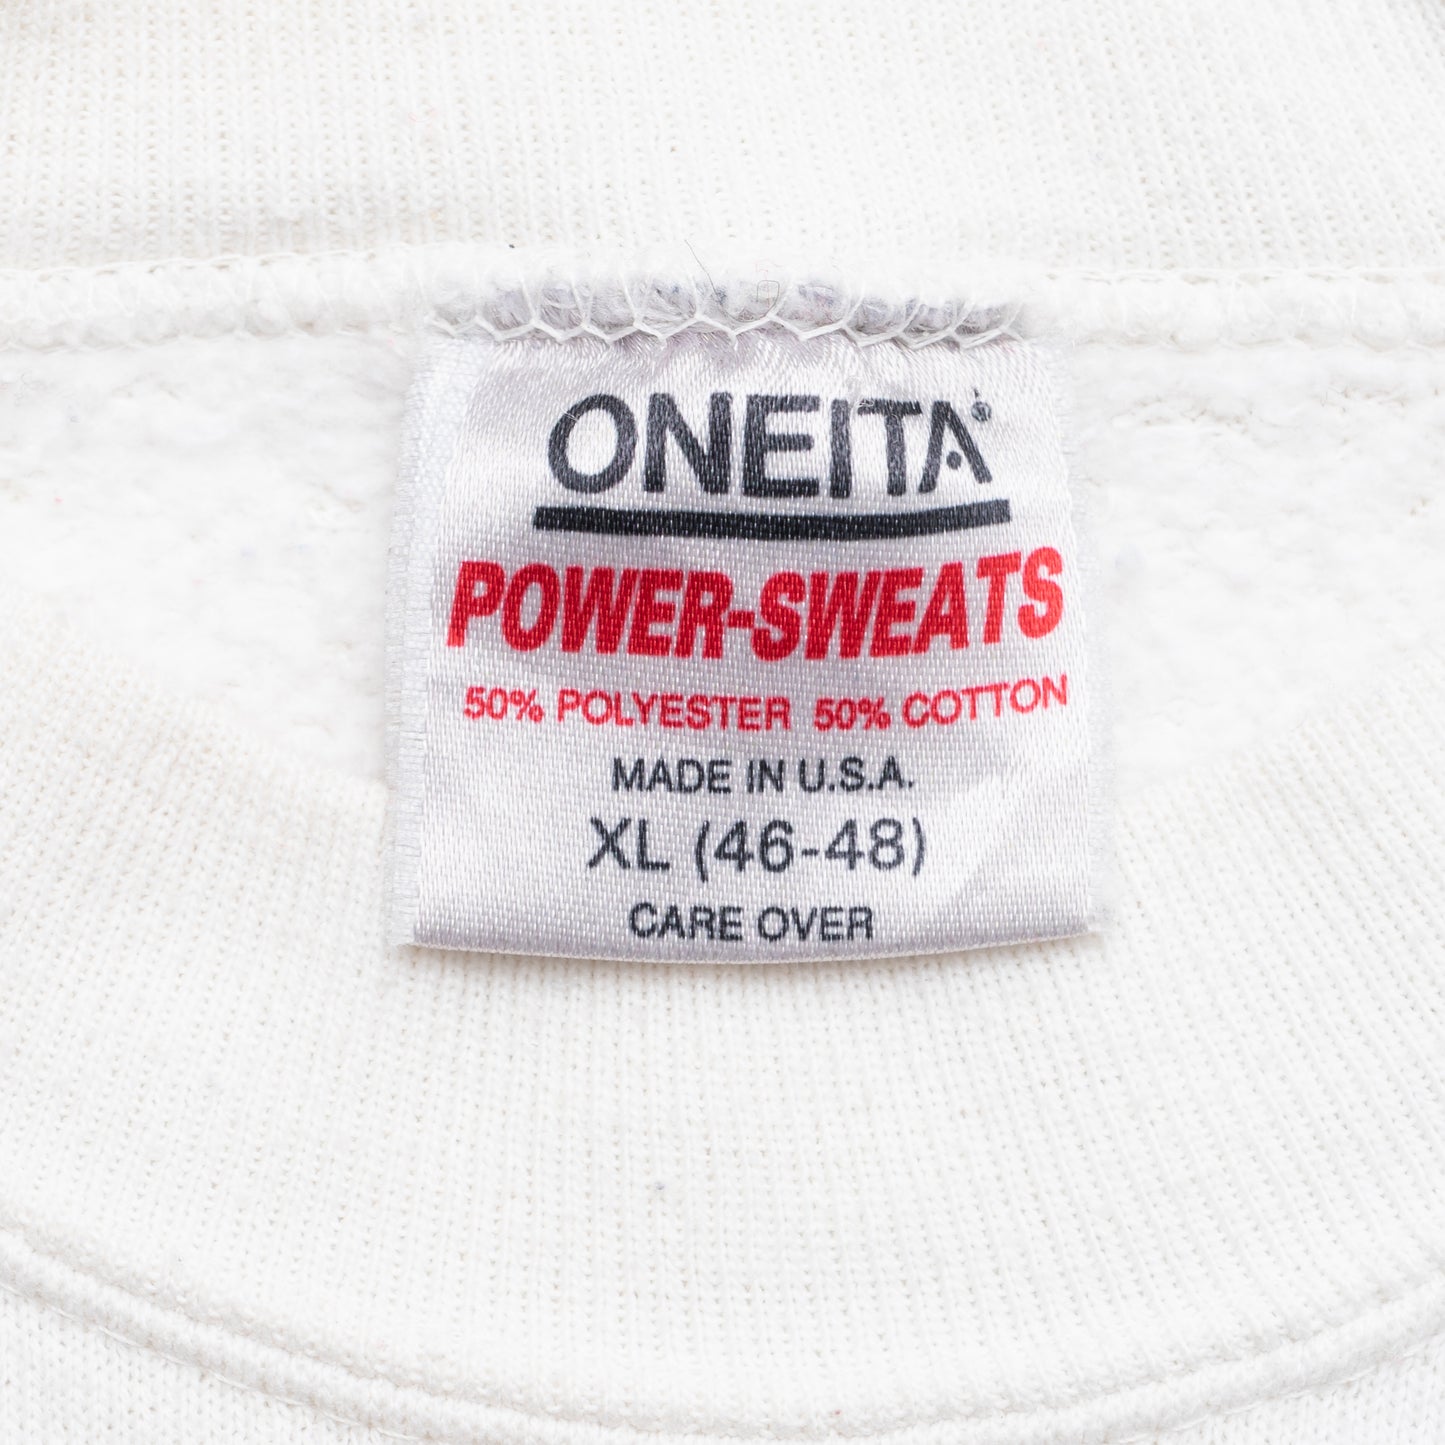 ONEITA
POWER-SWEATS
50% POLYESTER 50% COTTON
MADE IN U.S.A.
XL (46-48)
CARE OVER